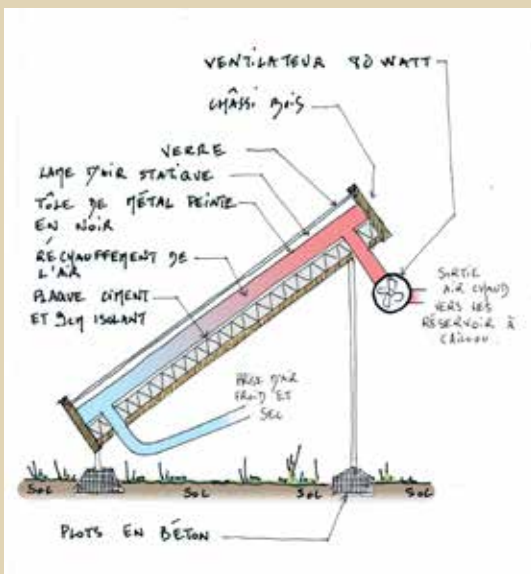 VENTILATEUR 80 WATT
CHÂSSI BOIS
VERRE
LAME D'AIR STATIQUE
TÔLE DE MÉTAL PEINTE
EN NOIR
RÉCHAUFFEMENT DE
L'AIR
PLAQUE CIMENT
ET 9CM ISOLANT
SORTIE
AIR CHAUD
VERS LES
RÉSERVOIR À
CAILLOU
PRISE D'AIR
FROID ET
SEC
SOL
SOL
SOL
SOL
PLOTS EN BÉTON